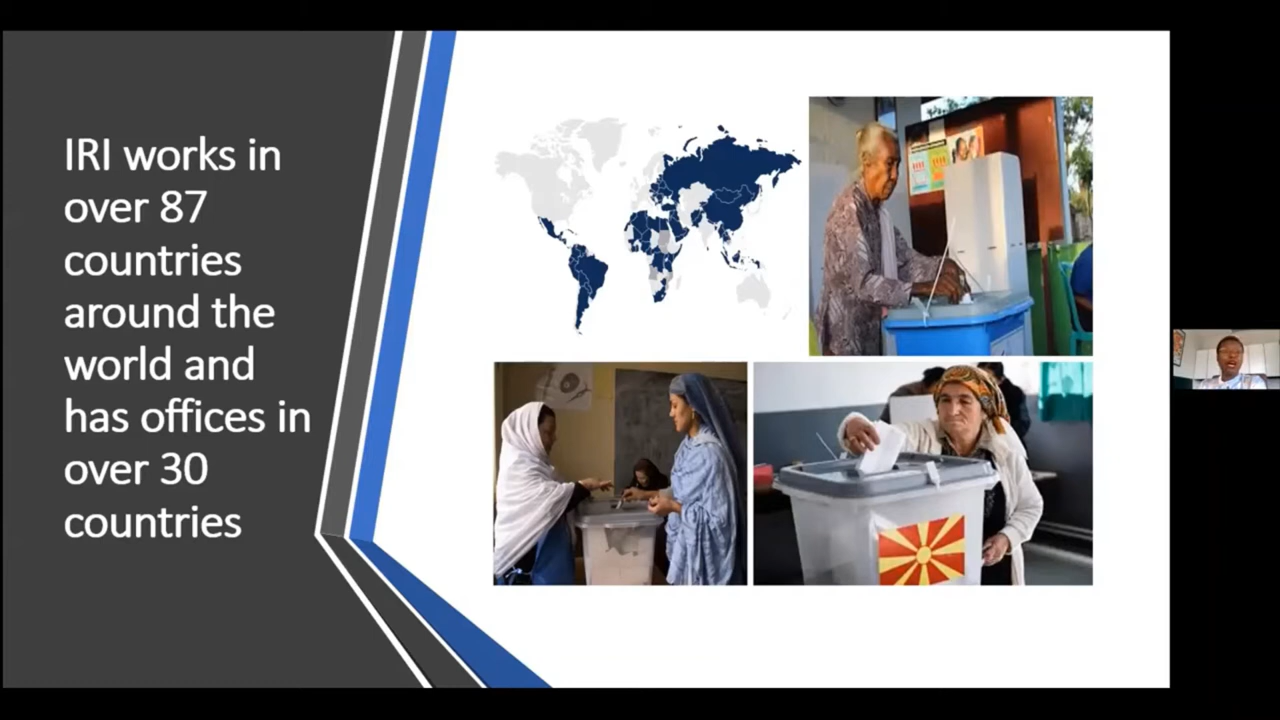 IRI works in
over 87
countries
around the
world and
has offices in
over 30
countries